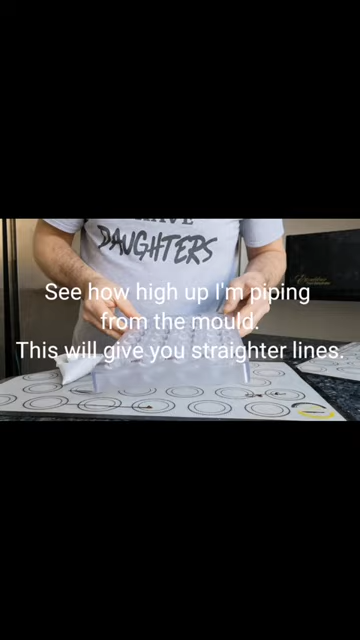 DAUGHTERS
See how high up I'm piping
from the mould.
This will give you straighter lines.